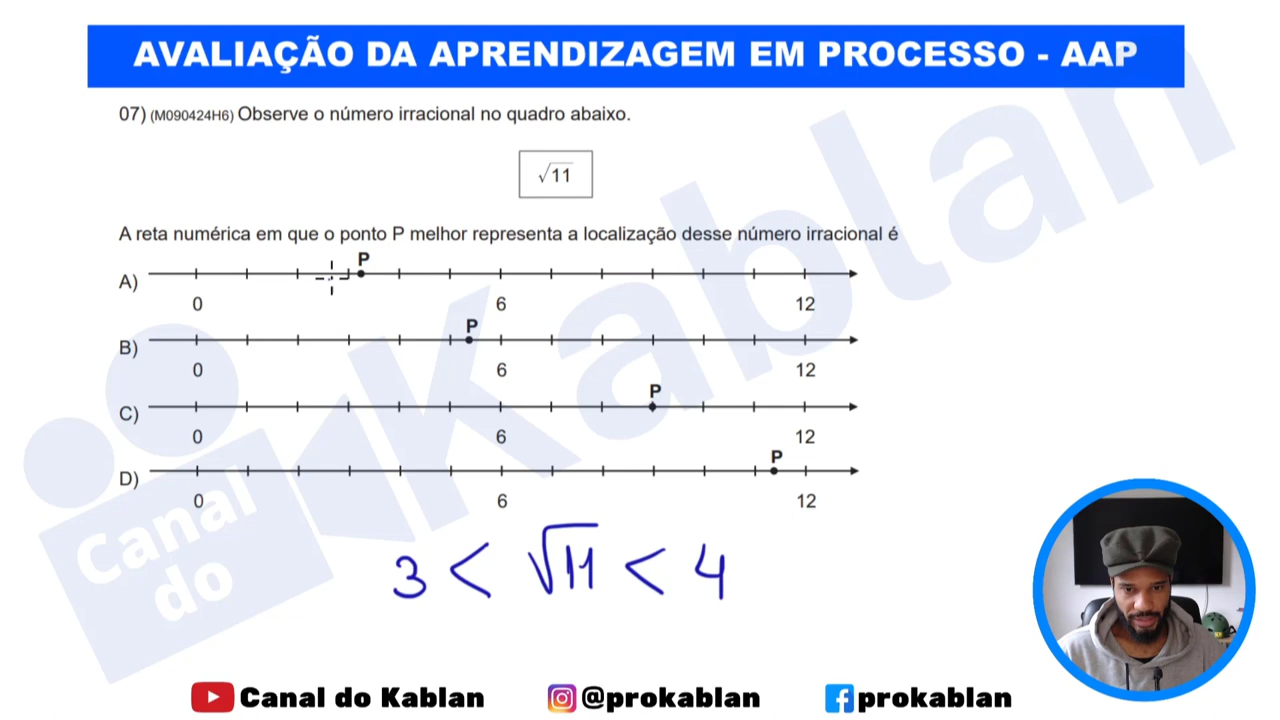 AVALIAÇÃO DA APRENDIZAGEM EM PROCESSO - AAP
07) (M090424H6) Observe o número irracional no quadro abaixo.
√11
A reta numérica em que o ponto P melhor representa a localização desse número irracional é
P
A)
0 6 12
P
B)
0 6 12
P
C)
0 6 12
P
D)
0 6 12
3 < √11 < 4
Kablan
Canal
do
Canal do Kablan @prokablan prokablan